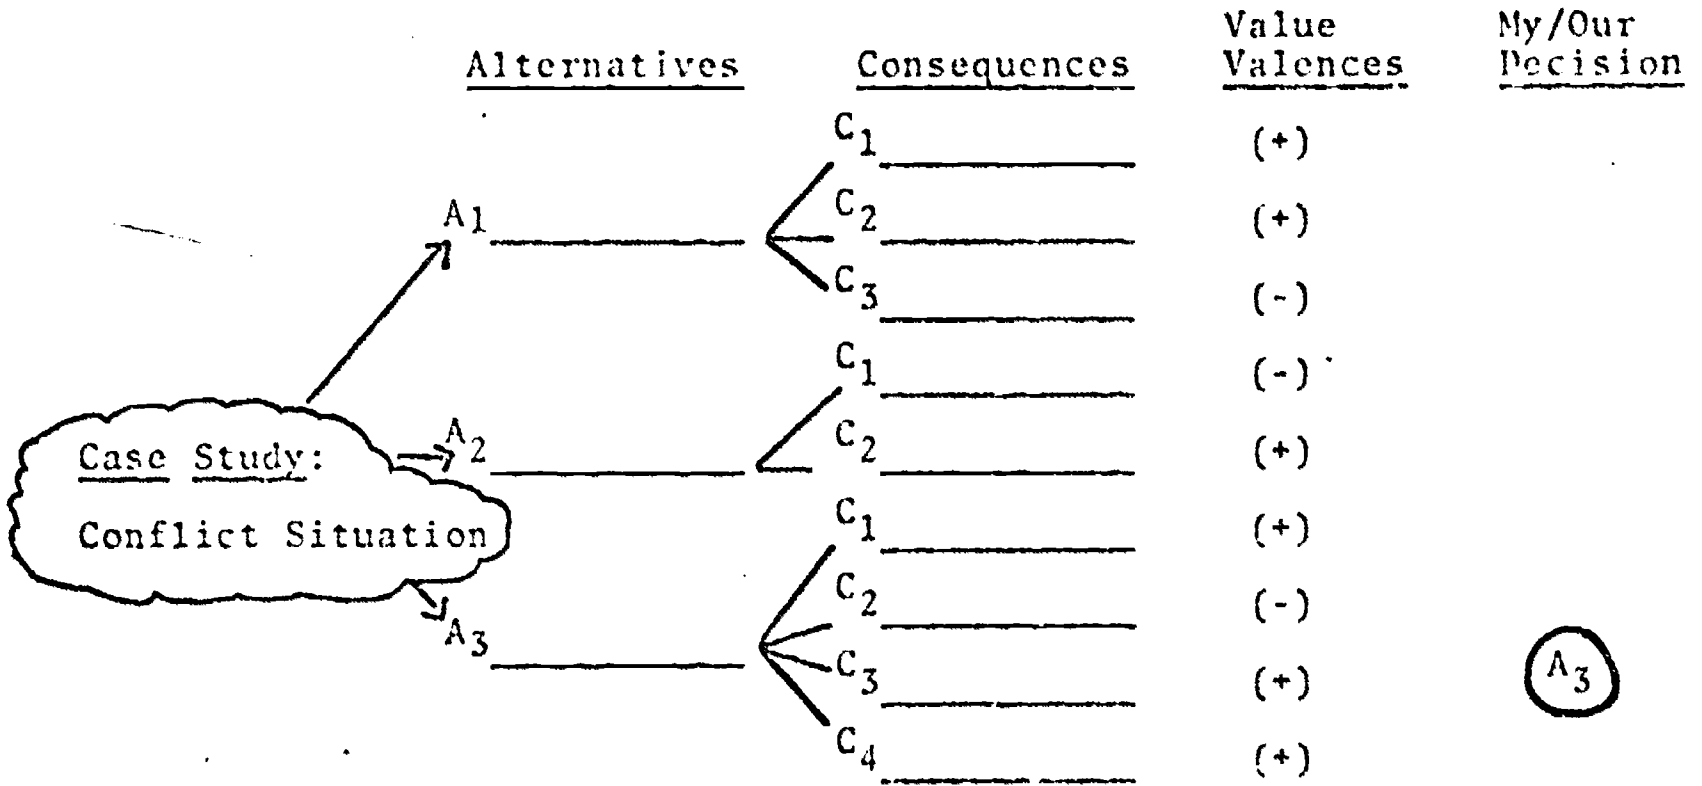 Value My/Our
Alternatives Consequences Valences Decision
C1 (+)
A1 C2 (+)
C3 (-)
C1 (-)
A2 C2 (+)
Case Study:
Conflict Situation
C1 (+)
C2 (-)
A3 C3 (+) A3
C4 (+)